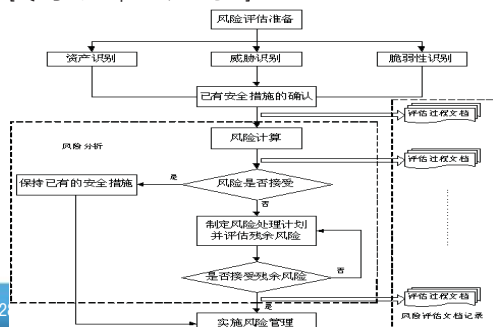 风险评估准备
资产识别
威胁识别
脆弱性识别
已有安全措施的确认
评估过程文档
风险计算
风险分析
评估过程文档
是
保持已有的安全措施
风险是否接受
否
制定风险处理计划
并评估残余风险
是否接受残余风险
否
是
评估过程文档
实施风险管理
风险评估文档记录